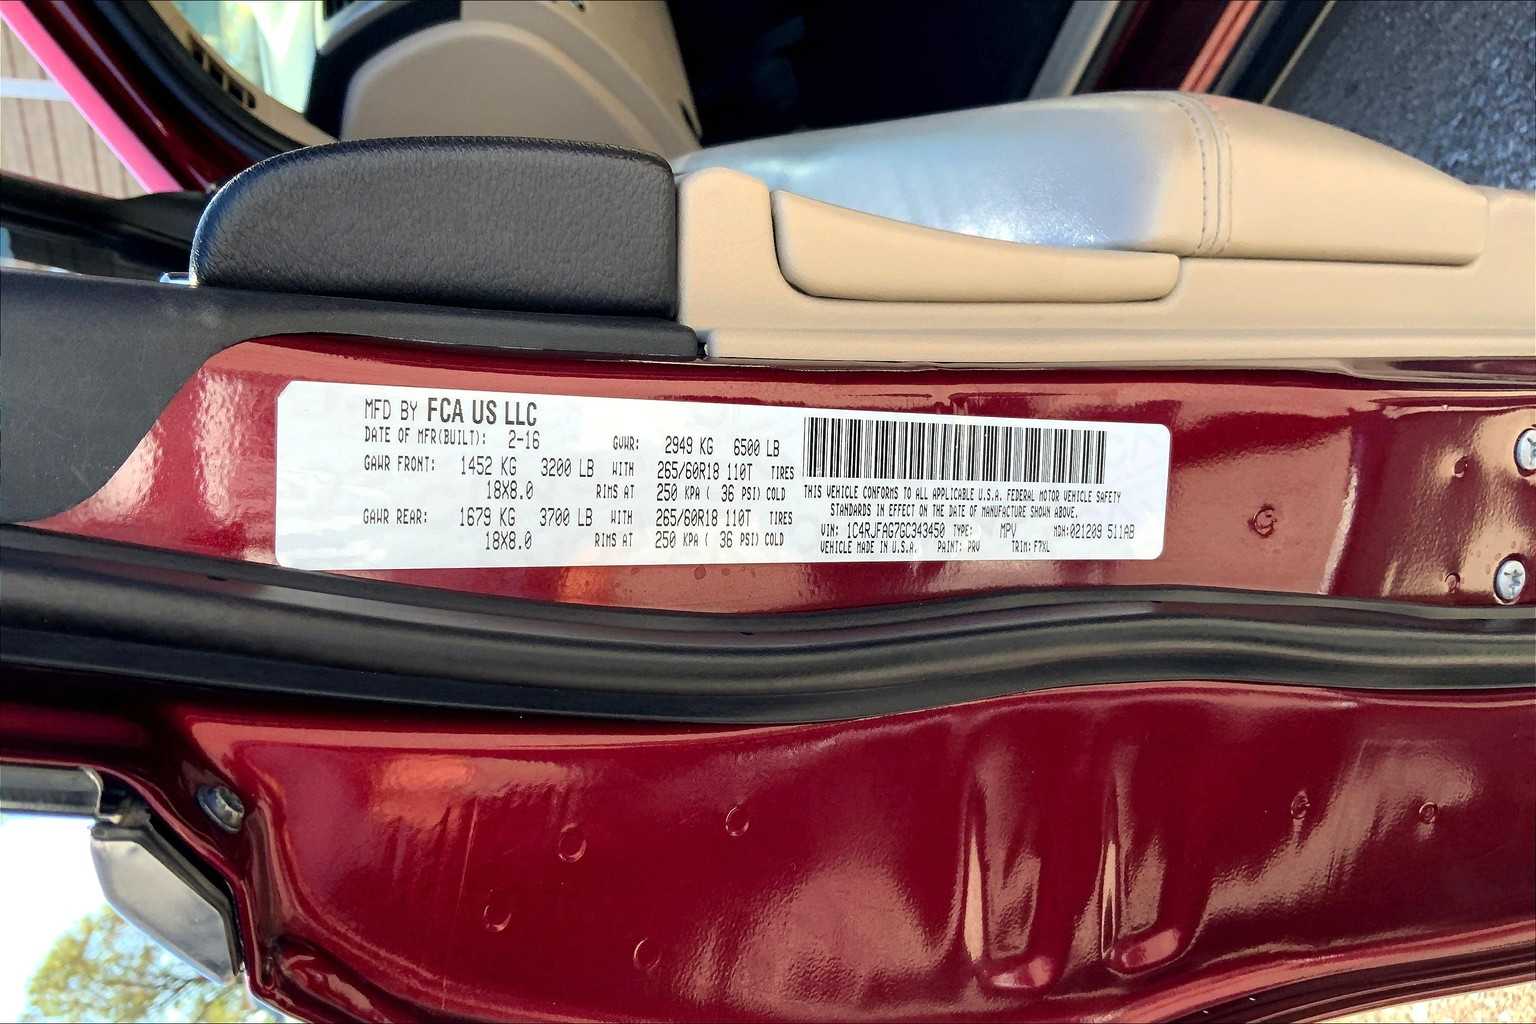 MFD BY FCA US LLC
DATE OF MFR(BUILT): 2-16 GVWR: 2949 KG 6500 LB
GAWR FRONT: 1452 KG 3200 LB WITH 265/60R18 110T TIRES
18X8.0 RIMS AT 250 KPA ( 36 PSI) COLD
GAWR REAR: 1679 KG 3700 LB WITH 265/60R18 110T TIRES
18X8.0 RIMS AT 250 KPA ( 36 PSI) COLD
THIS VEHICLE CONFORMS TO ALL APPLICABLE U.S.A. FEDERAL MOTOR VEHICLE SAFETY
STANDARDS IN EFFECT ON THE DATE OF MANUFACTURE SHOWN ABOVE.
VIN: 1C4RJFAG7GC343450 TYPE: MPV MDH:021209 511AB
VEHICLE MADE IN U.S.A. PAINT: PRV TRIM: F7XL